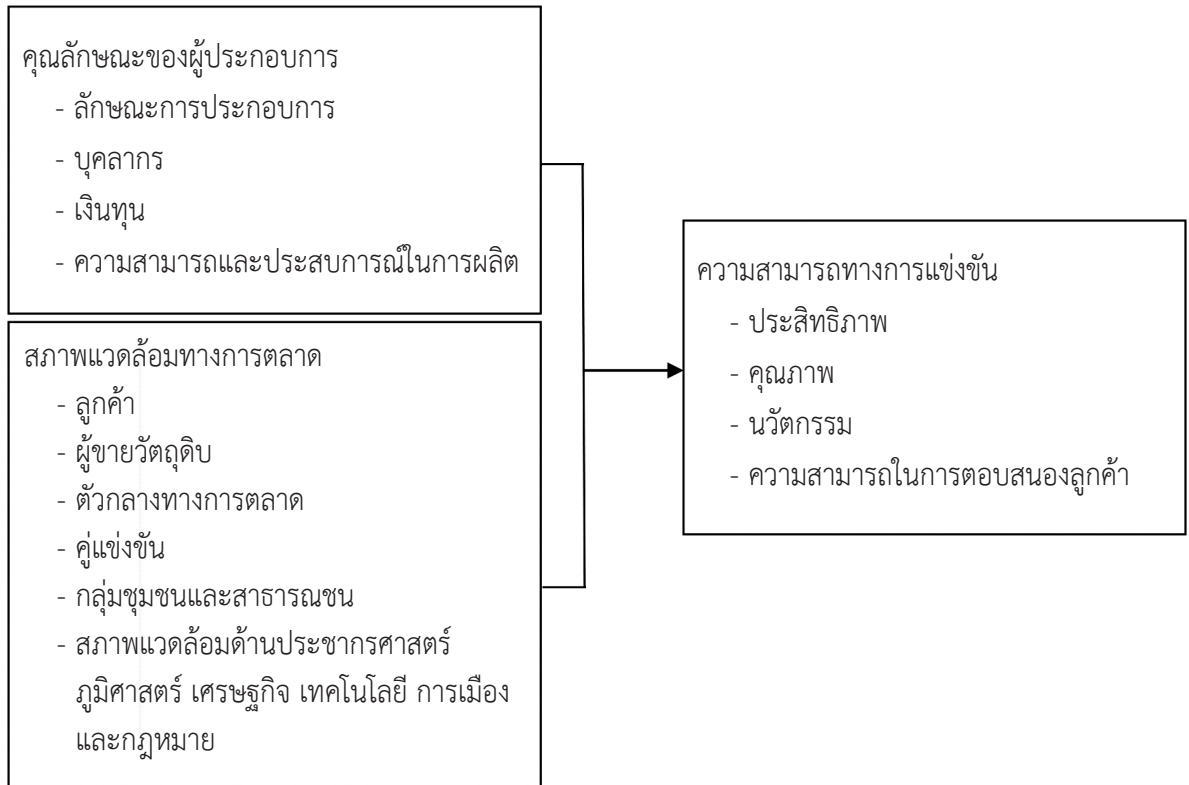 คุณลักษณะของผู้ประกอบการ
- ลักษณะการประกอบการ
- บุคลากร
- เงินทุน
- ความสามารถและประสบการณ์ในการผลิต
สภาพแวดล้อมทางการตลาด
- ลูกค้า
- ผู้ขายวัตถุดิบ
- ตัวกลางทางการตลาด
- คู่แข่งขัน
- กลุ่มชุมชนและสาธารณชน
- สภาพแวดล้อมด้านประชากรศาสตร์
ภูมิศาสตร์ เศรษฐกิจ เทคโนโลยี การเมือง
และกฎหมาย
ความสามารถทางการแข่งขัน
- ประสิทธิภาพ
- คุณภาพ
- นวัตกรรม
- ความสามารถในการตอบสนองลูกค้า